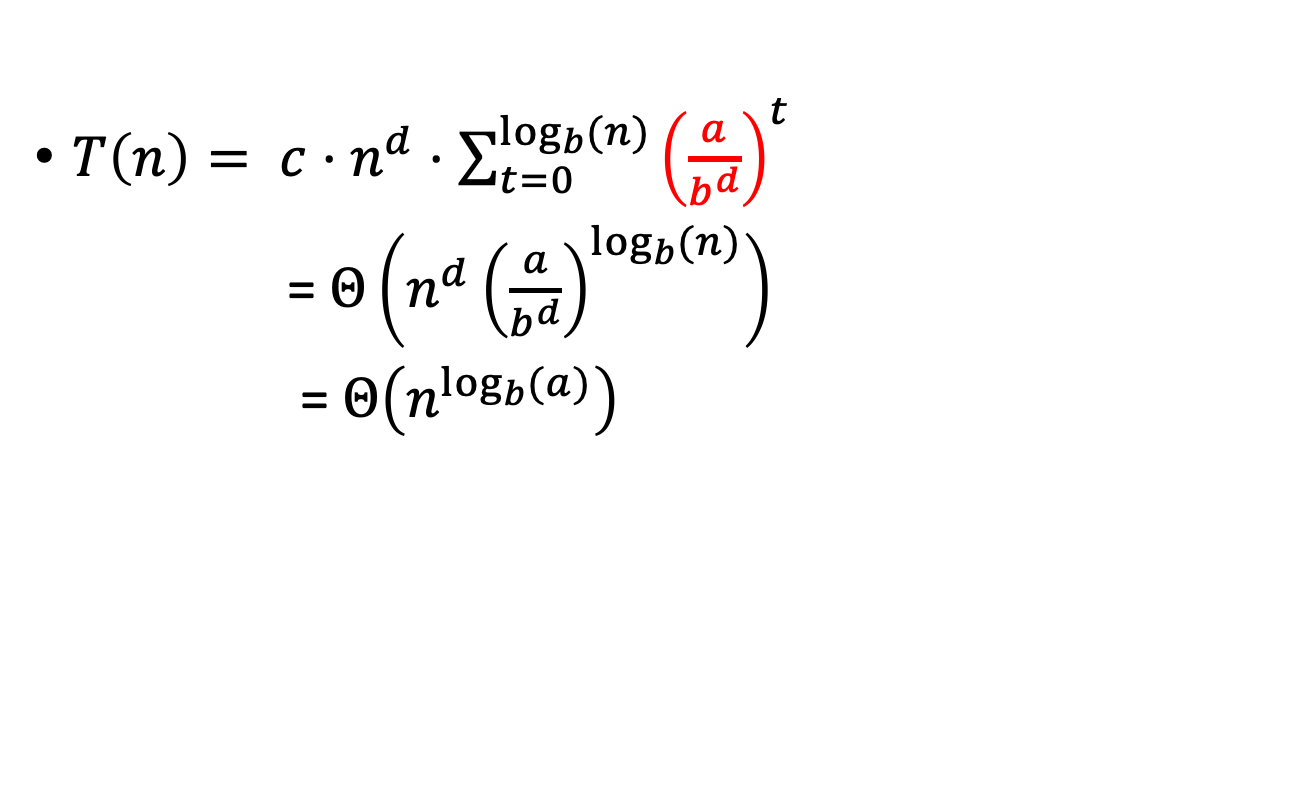 • T(n) = c · n^d · ∑_{t=0}^{log_b(n)} (a/b^d)^t
= Θ(n^d (a/b^d)^{log_b(n)})
= Θ(n^{log_b(a)})